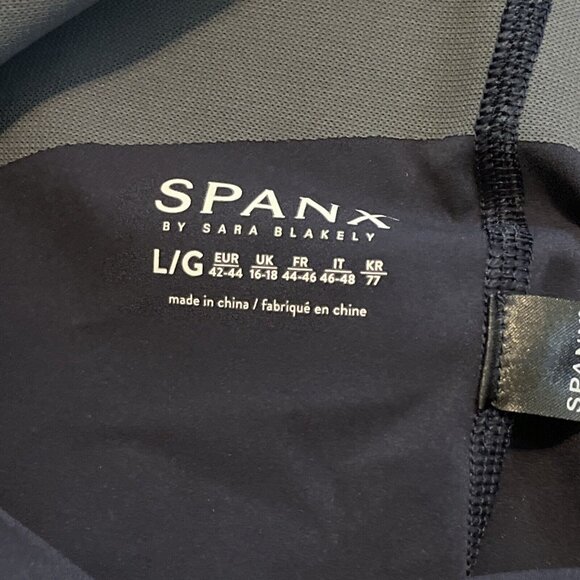 SPANX
BY SARA BLAKELY
L/G EUR 42-44 UK 16-18 FR 44-46 IT 46-48 KR 77
made in china / fabriqué en chine
SPAN